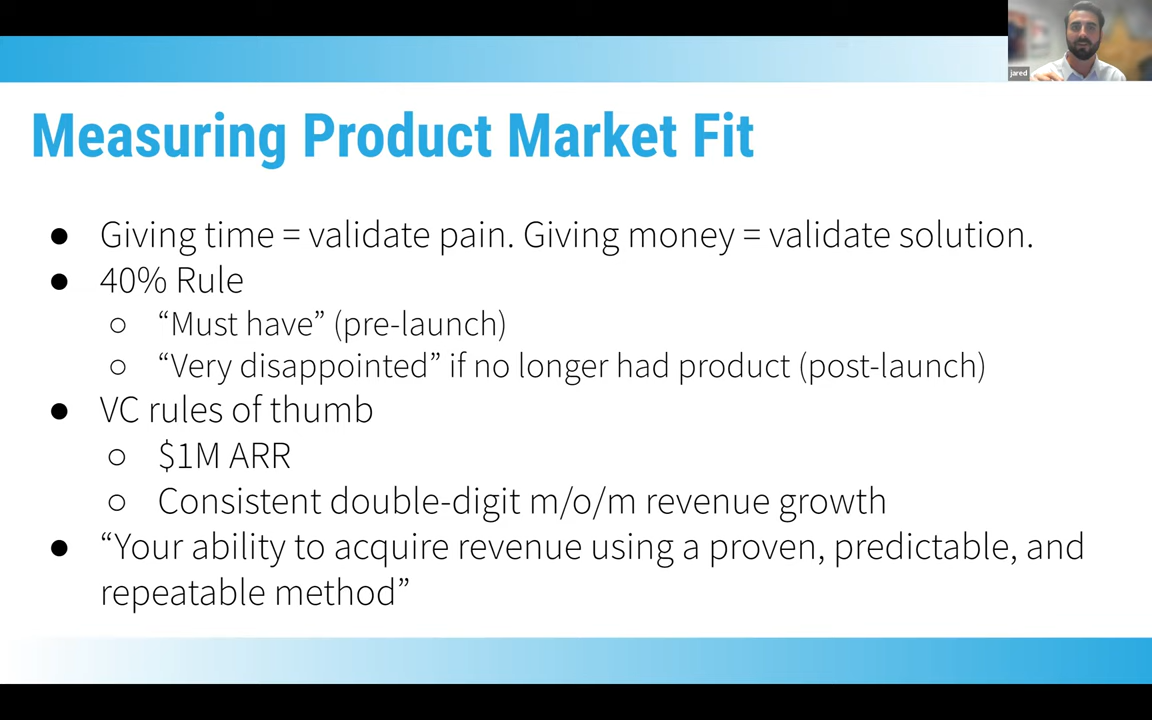 jared
Measuring Product Market Fit
● Giving time = validate pain. Giving money = validate solution.
● 40% Rule
○ “Must have” (pre-launch)
○ “Very disappointed” if no longer had product (post-launch)
● VC rules of thumb
○ $1M ARR
○ Consistent double-digit m/o/m revenue growth
● “Your ability to acquire revenue using a proven, predictable, and
repeatable method”